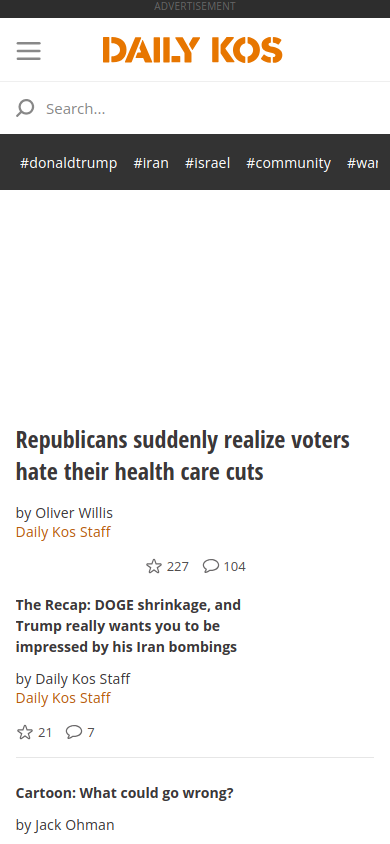 ADVERTISEMENT
DAILY KOS
Search...
#donaldtrump #iran #israel #community #war
Republicans suddenly realize voters
hate their health care cuts
by Oliver Willis
Daily Kos Staff
227 104
The Recap: DOGE shrinkage, and
Trump really wants you to be
impressed by his Iran bombings
by Daily Kos Staff
Daily Kos Staff
21 7
Cartoon: What could go wrong?
by Jack Ohman